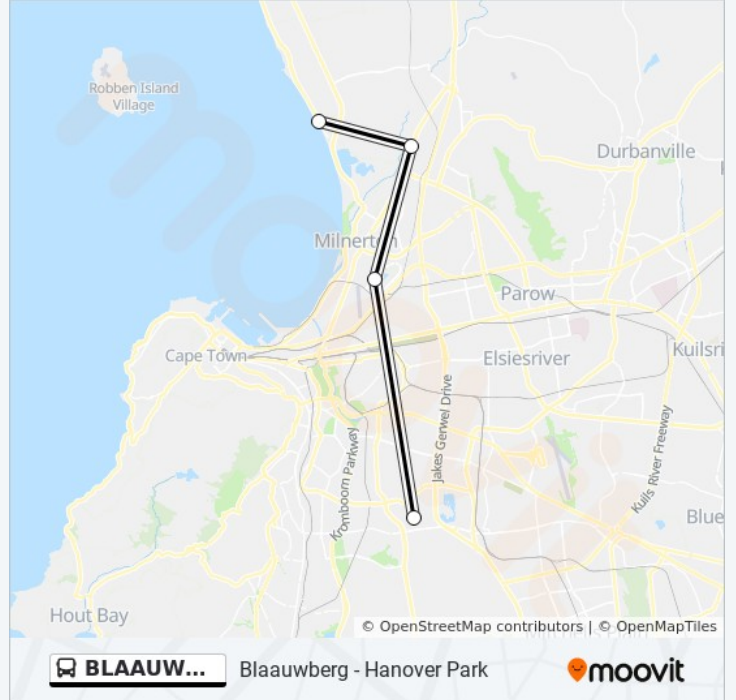 Robben Island
Village
Durbanville
Milnerton
Parow
Cape Town
Elsiesriver
Kuilsri
Jakes Gerwel Drive
Kromboom Parkway
Kuils River Freeway
Blue
Hout Bay
© OpenStreetMap contributors | © OpenMapTiles
BLAAUW...
Blaauwberg - Hanover Park
moovit